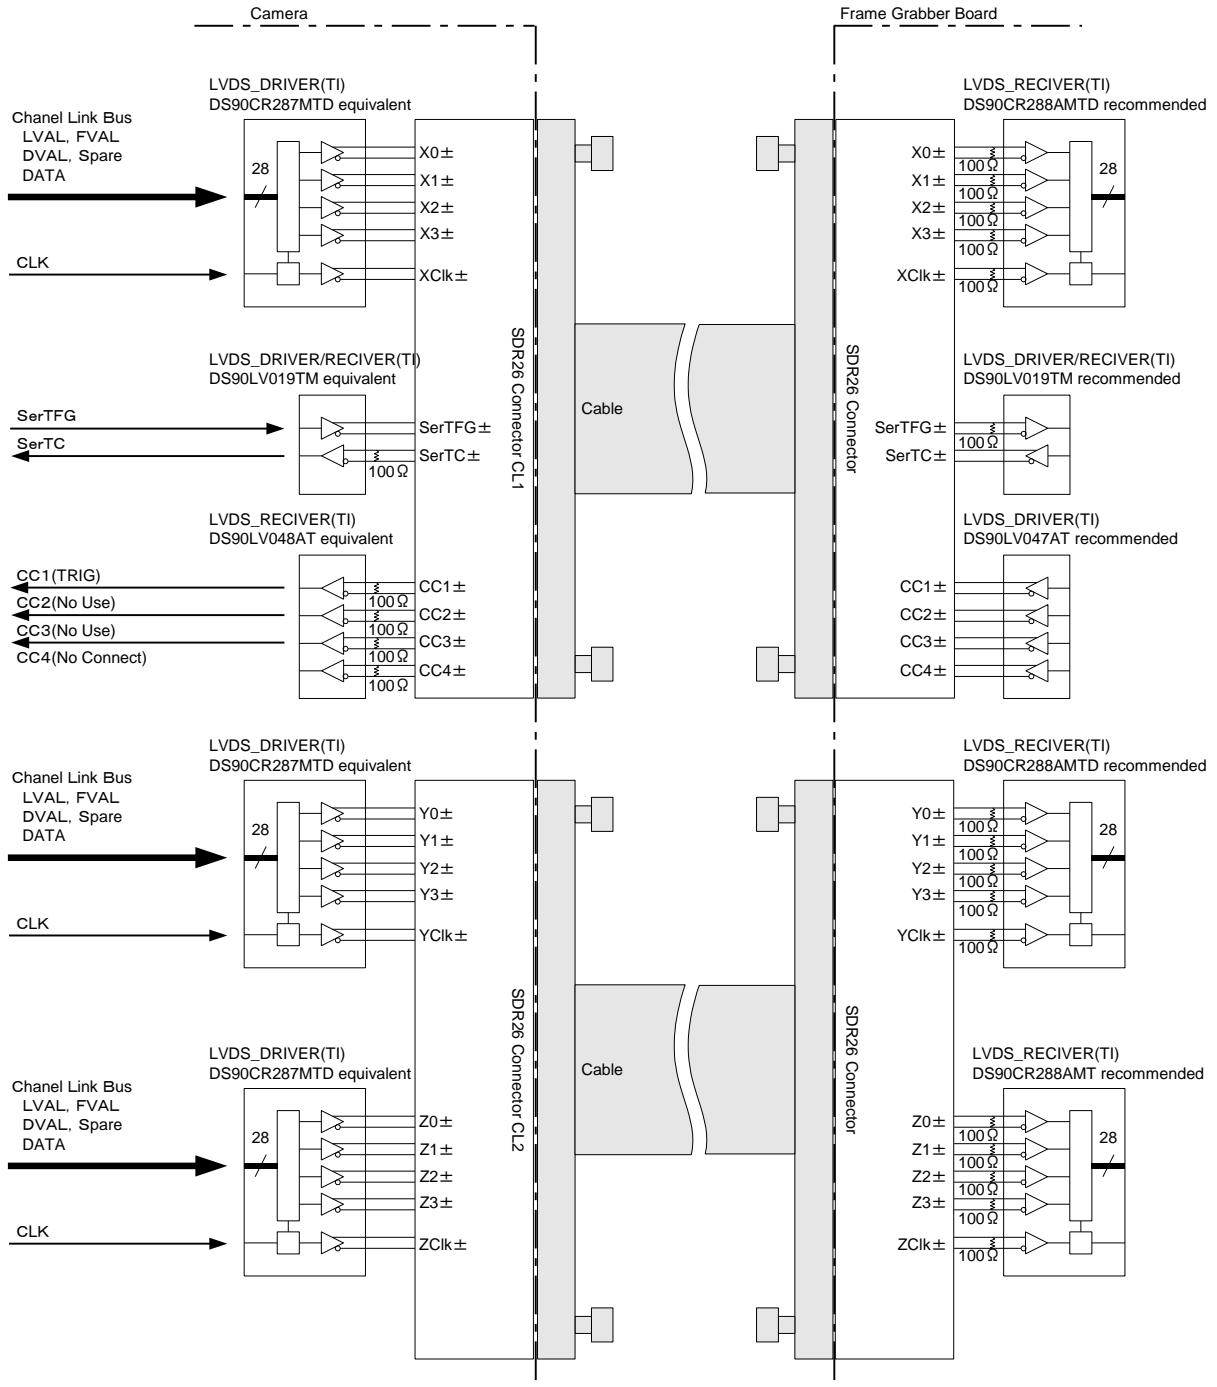 Camera
Frame Grabber Board
LVDS_DRIVER(TI)
DS90CR287MTD equivalent
LVDS_RECIVER(TI)
DS90CR288AMTD recommended
Chanel Link Bus
LVAL, FVAL
DVAL, Spare
DATA
28
X0±
X1±
X2±
X3±
CLK
XClk±
X0±
100Ω
X1±
100Ω
X2±
100Ω
X3±
100Ω
XClk±
100Ω
28
SDR26 Connector CL1
Cable
SDR26 Connector
LVDS_DRIVER/RECIVER(TI)
DS90LV019TM equivalent
LVDS_DRIVER/RECIVER(TI)
DS90LV019TM recommended
SerTFG
SerTC
SerTFG±
SerTC±
100Ω
SerTFG±
100Ω
SerTC±
LVDS_RECIVER(TI)
DS90LV048AT equivalent
LVDS_DRIVER(TI)
DS90LV047AT recommended
CC1(TRIG)
CC2(No Use)
CC3(No Use)
CC4(No Connect)
CC1±
100Ω
CC2±
100Ω
CC3±
100Ω
CC4±
100Ω
CC1±
CC2±
CC3±
CC4±
LVDS_DRIVER(TI)
DS90CR287MTD equivalent
LVDS_RECIVER(TI)
DS90CR288AMTD recommended
Chanel Link Bus
LVAL, FVAL
DVAL, Spare
DATA
28
Y0±
Y1±
Y2±
Y3±
CLK
YClk±
Y0±
100Ω
Y1±
100Ω
Y2±
100Ω
Y3±
100Ω
YClk±
100Ω
28
SDR26 Connector CL2
Cable
SDR26 Connector
LVDS_DRIVER(TI)
DS90CR287MTD equivalent
LVDS_RECIVER(TI)
DS90CR288AMT recommended
Chanel Link Bus
LVAL, FVAL
DVAL, Spare
DATA
28
Z0±
Z1±
Z2±
Z3±
CLK
ZClk±
Z0±
100Ω
Z1±
100Ω
Z2±
100Ω
Z3±
100Ω
ZClk±
100Ω
28